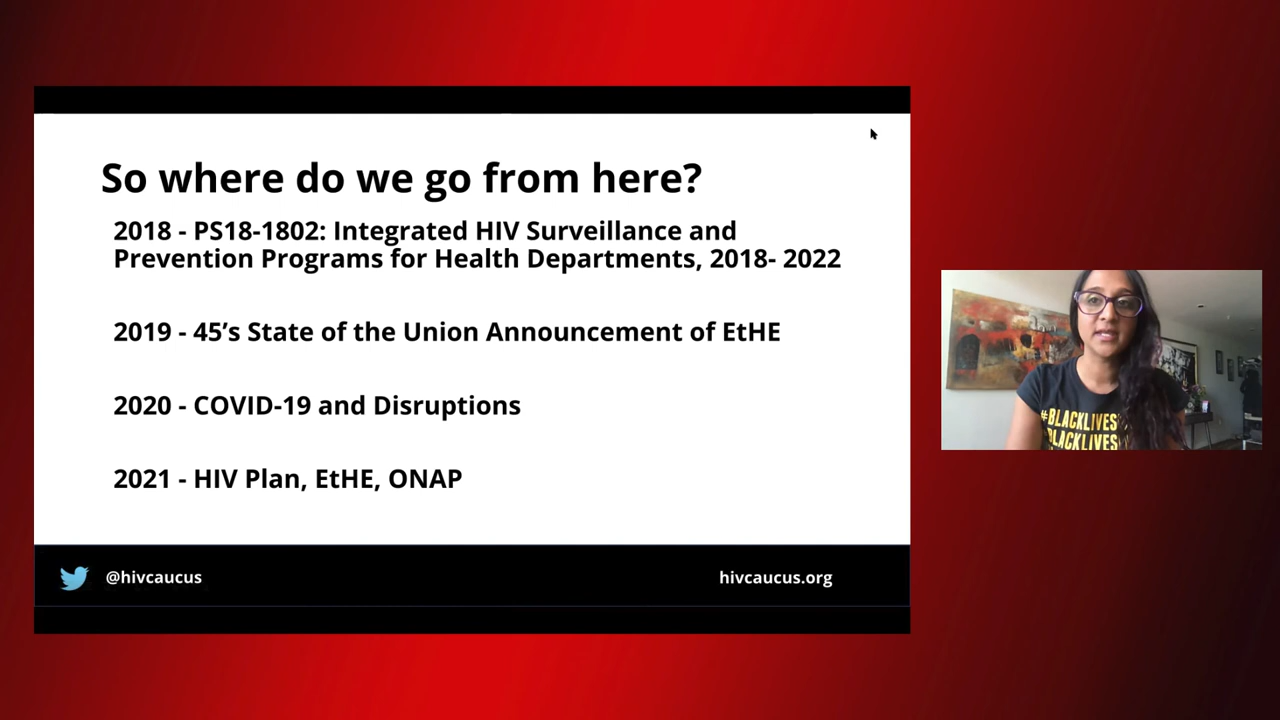 So where do we go from here?
2018 - PS18-1802: Integrated HIV Surveillance and
Prevention Programs for Health Departments, 2018- 2022
2019 - 45’s State of the Union Announcement of EtHE
2020 - COVID-19 and Disruptions
2021 - HIV Plan, EtHE, ONAP
@hivcaucus
hivcaucus.org
#BLACKLIVES
BLACKLIVES